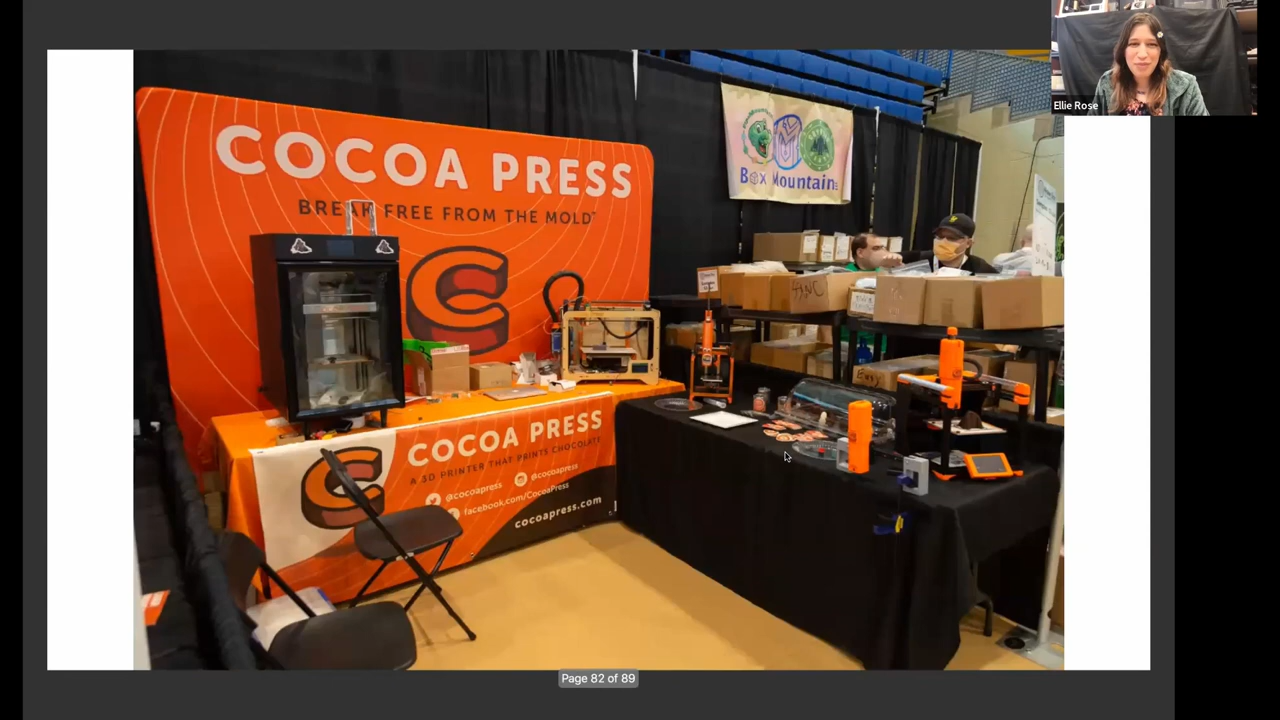 Ellie Rose
COCOA PRESS
BREAK FREE FROM THE MOLD
Box Mountain
COCOA PRESS
A 3D PRINTER THAT PRINTS CHOCOLATE
@cocoapress @cocoapress
facebook.com/CocoaPress
cocoapress.com
Page 82 of 89